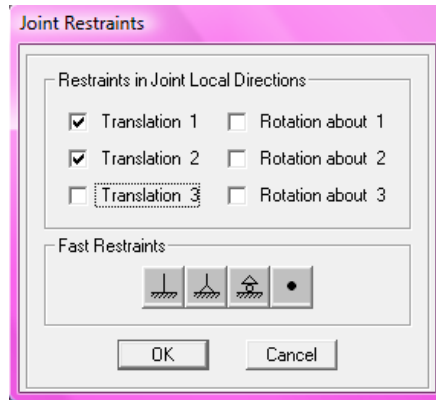 Joint Restraints
Restraints in Joint Local Directions
Translation 1 Rotation about 1
Translation 2 Rotation about 2
Translation 3 Rotation about 3
Fast Restraints
OK Cancel